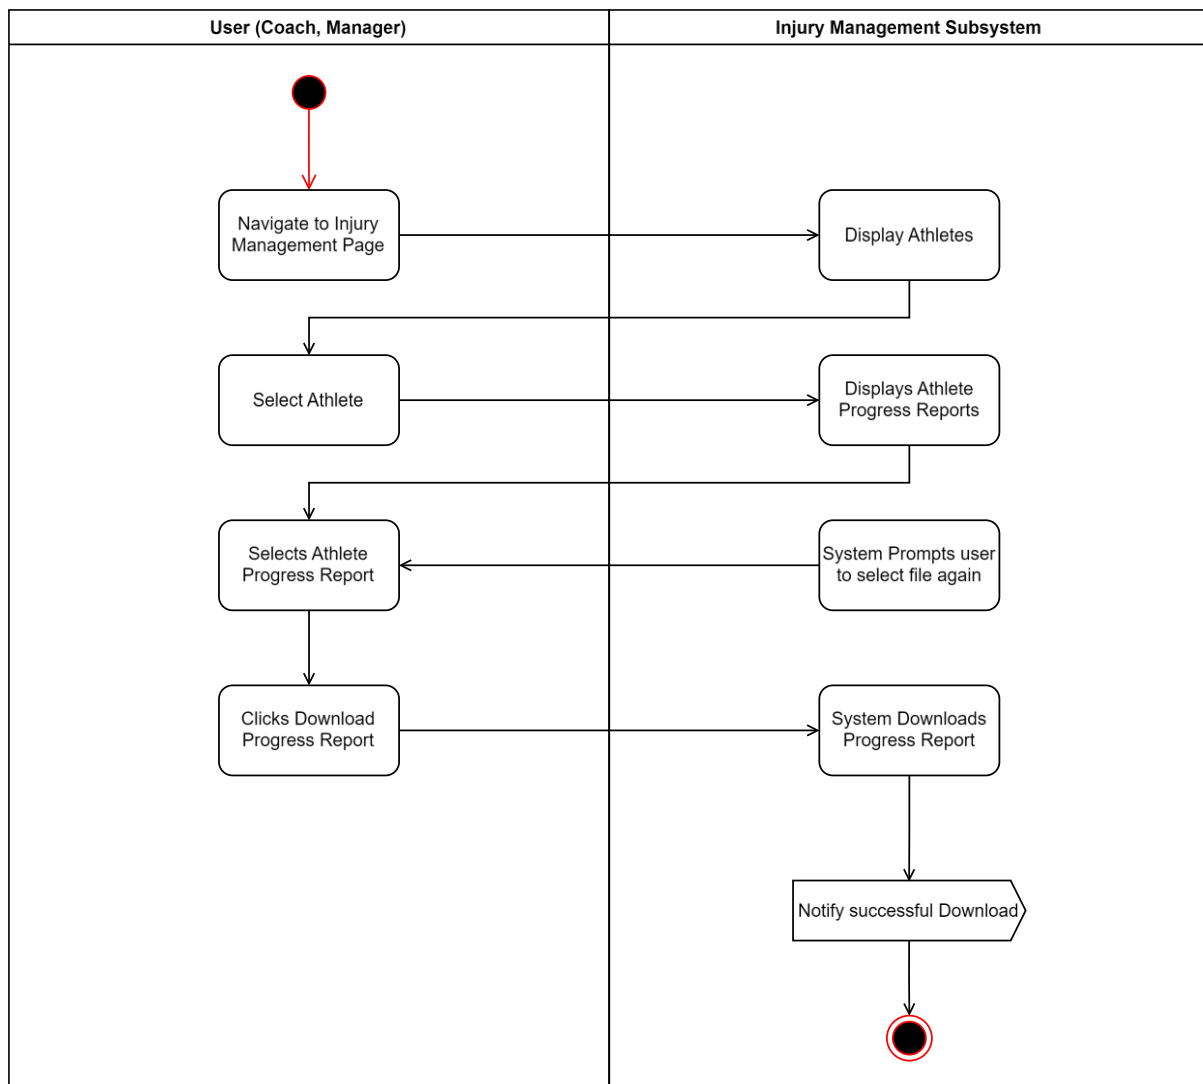 User (Coach, Manager)
Injury Management Subsystem
Navigate to Injury
Management Page
Display Athletes
Select Athlete
Displays Athlete
Progress Reports
Selects Athlete
Progress Report
System Prompts user
to select file again
Clicks Download
Progress Report
System Downloads
Progress Report
Notify successful Download